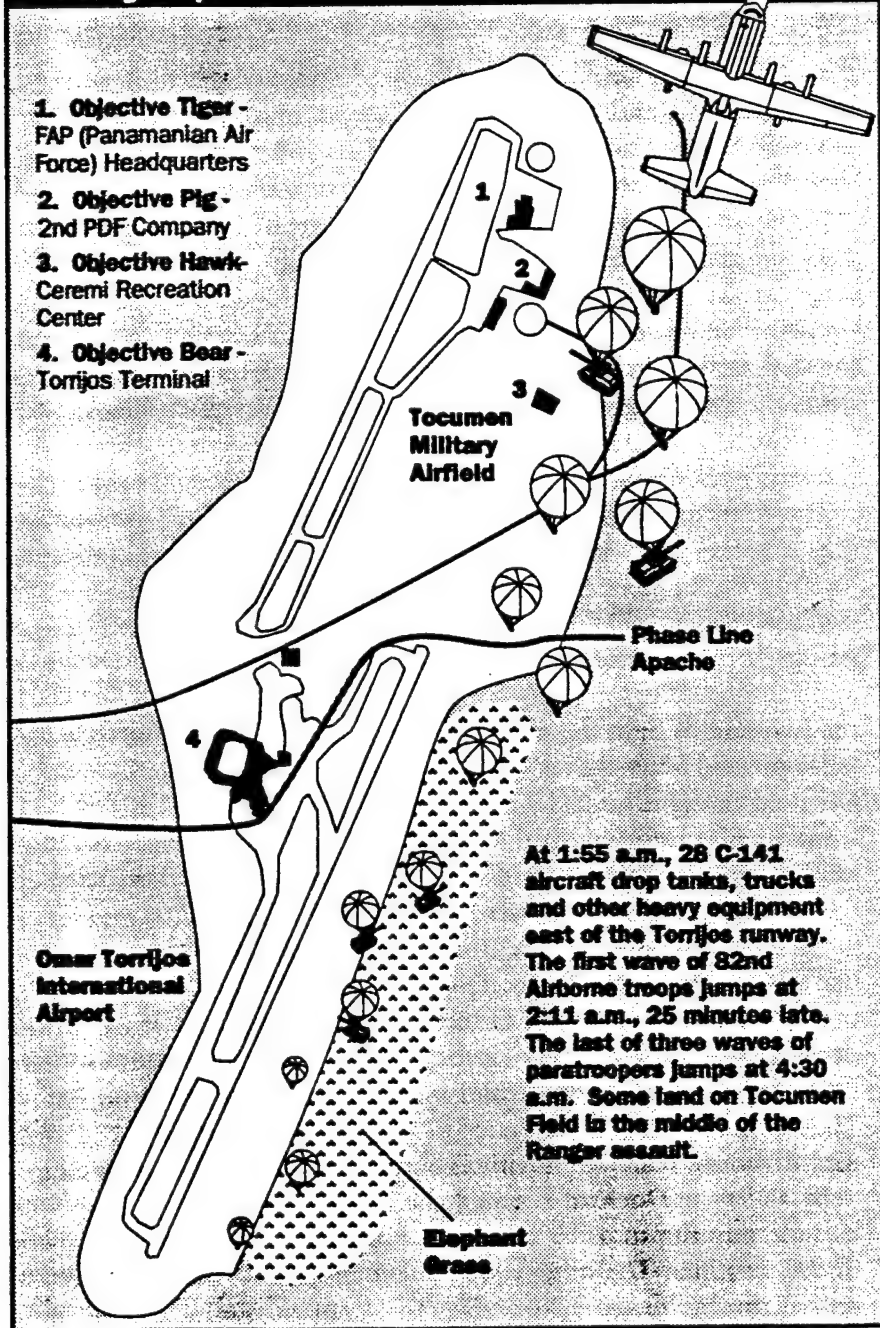 1. Objective Tiger -
FAP (Panamanian Air
Force) Headquarters
2. Objective Pig -
2nd PDF Company
3. Objective Hawk-
Ceremi Recreation
Center
4. Objective Bear -
Torrijos Terminal
1
2
3
Tocumen
Military
Airfield
Phase Line
Apache
4
Omar Torrijos
International
Airport
At 1:55 a.m., 28 C-141
aircraft drop tanks, trucks
and other heavy equipment
east of the Torrijos runway.
The first wave of 82nd
Airborne troops jumps at
2:11 a.m., 25 minutes late.
The last of three waves of
paratroopers jumps at 4:30
a.m. Some land on Tocumen
Field in the middle of the
Ranger assault.
Elephant
Grass